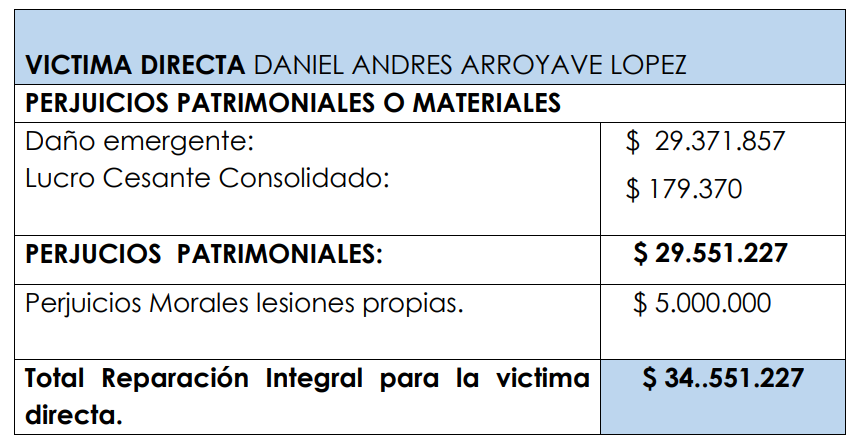 VICTIMA DIRECTA DANIEL ANDRES ARROYAVE LOPEZ
PERJUICIOS PATRIMONIALES O MATERIALES
Daño emergente: $ 29.371.857
Lucro Cesante Consolidado: $ 179.370
PERJUCIOS PATRIMONIALES: $ 29.551.227
Perjuicios Morales lesiones propias. $ 5.000.000
Total Reparación Integral para la victima $ 34..551.227
directa.